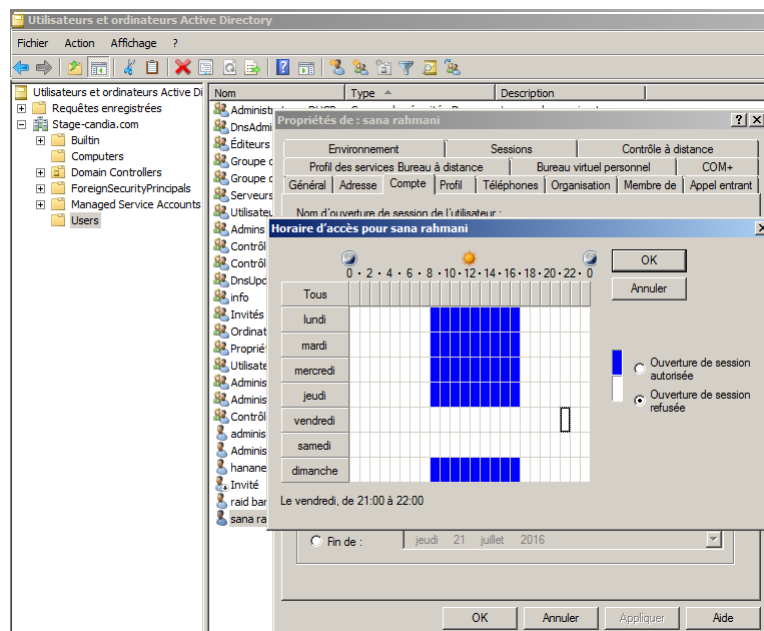 Utilisateurs et ordinateurs Active Directory
Fichier Action Affichage ?
Utilisateurs et ordinateurs Active Di
Requêtes enregistrées
Stage-candia.com
Builtin
Computers
Domain Controllers
ForeignSecurityPrincipals
Managed Service Accounts
Users
Nom Type Description
Administ
DnsAdmi
Éditeurs
Groupe d
Groupe d
Serveurs
Utilisateu
Admins
Contrôl
Contrôl
DnsUpd
info
Invités
Ordinat
Proprié
Utilisate
Adminis
Adminis
Contrôl
adminis
Adminis
hanane
Invité
raid bar
sana ra
Propriétés de : sana rahmani
Environnement Sessions Contrôle à distance
Profil des services Bureau à distance Bureau virtuel personnel COM+
Général Adresse Compte Profil Téléphones Organisation Membre de Appel entrant
Nom d'ouverture de session de l'utilisateur :
Horaire d'accès pour sana rahmani
0 · 2 · 4 · 6 · 8 · 10 · 12 · 14 · 16 · 18 · 20 · 22 · 0
Tous
lundi
mardi
mercredi
jeudi
vendredi
samedi
dimanche
OK
Annuler
Ouverture de session
autorisée
Ouverture de session
refusée
Le vendredi, de 21:00 à 22:00
Fin de : jeudi 21 juillet 2016
OK Annuler Appliquer Aide